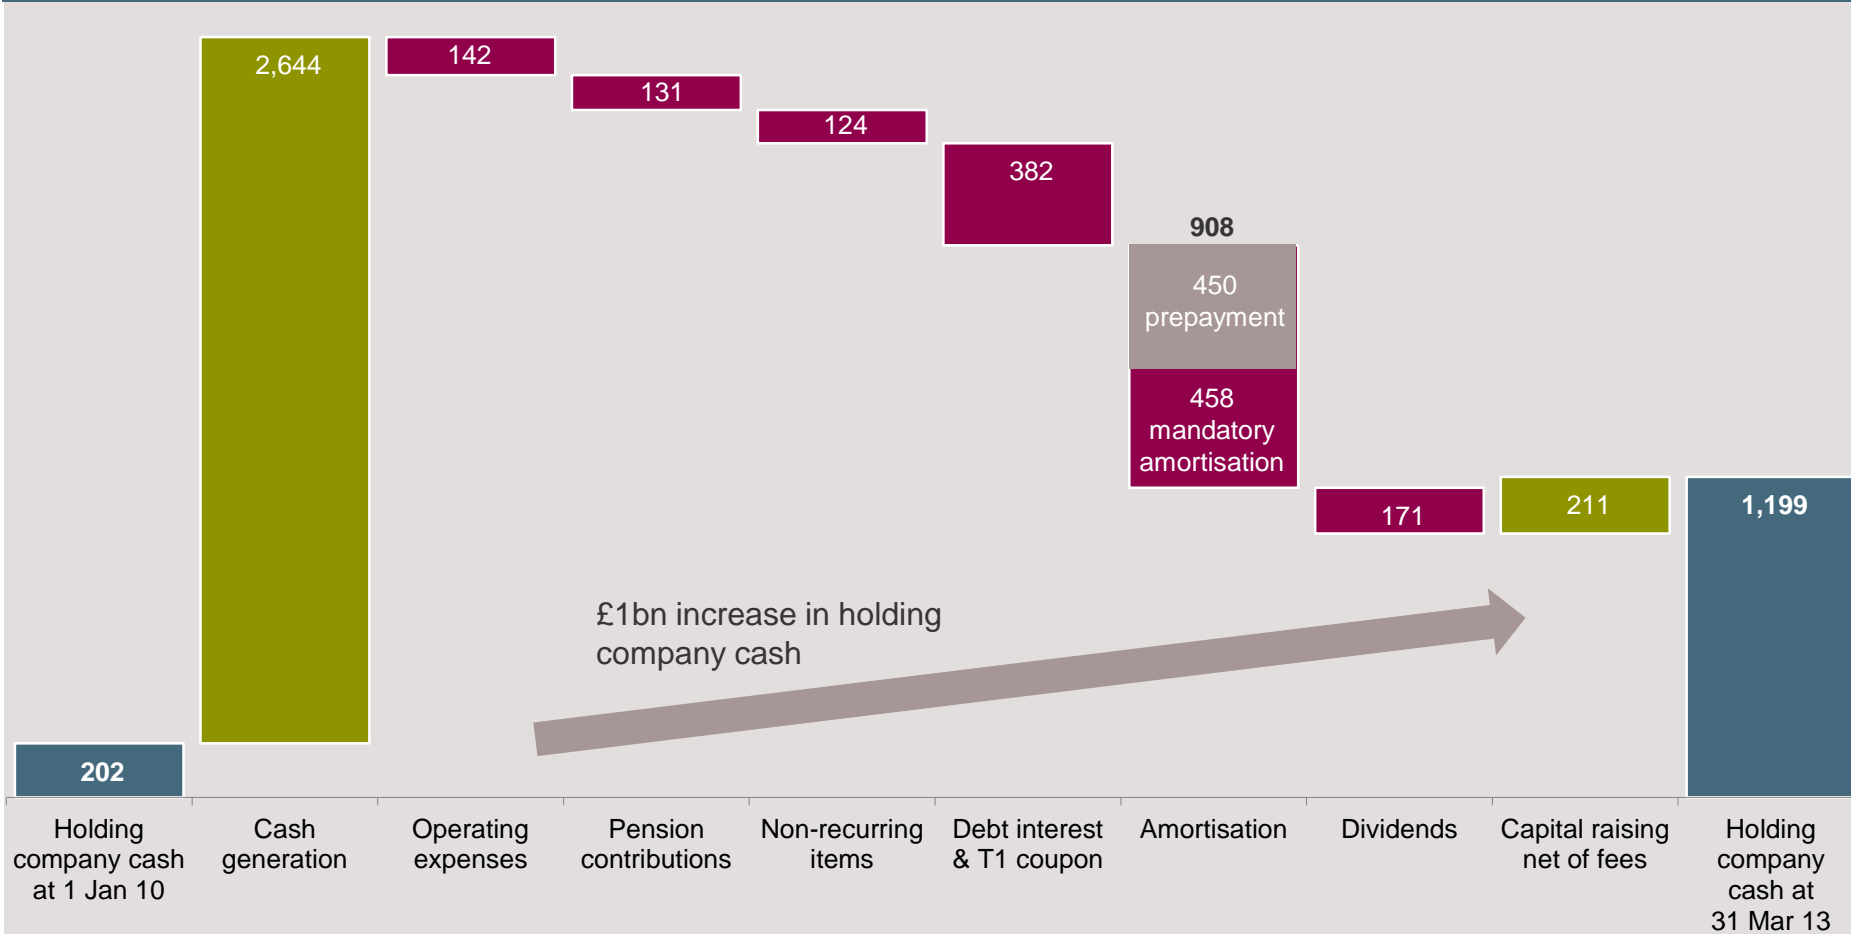 2,644
142
131
124
382
908
450
prepayment
458
mandatory
amortisation
171
211
1,199
202
£1bn increase in holding
company cash
Holding
company cash
at 1 Jan 10
Cash
generation
Operating
expenses
Pension
contributions
Non-recurring
items
Debt interest
& T1 coupon
Amortisation
Dividends
Capital raising
net of fees
Holding
company
cash at
31 Mar 13